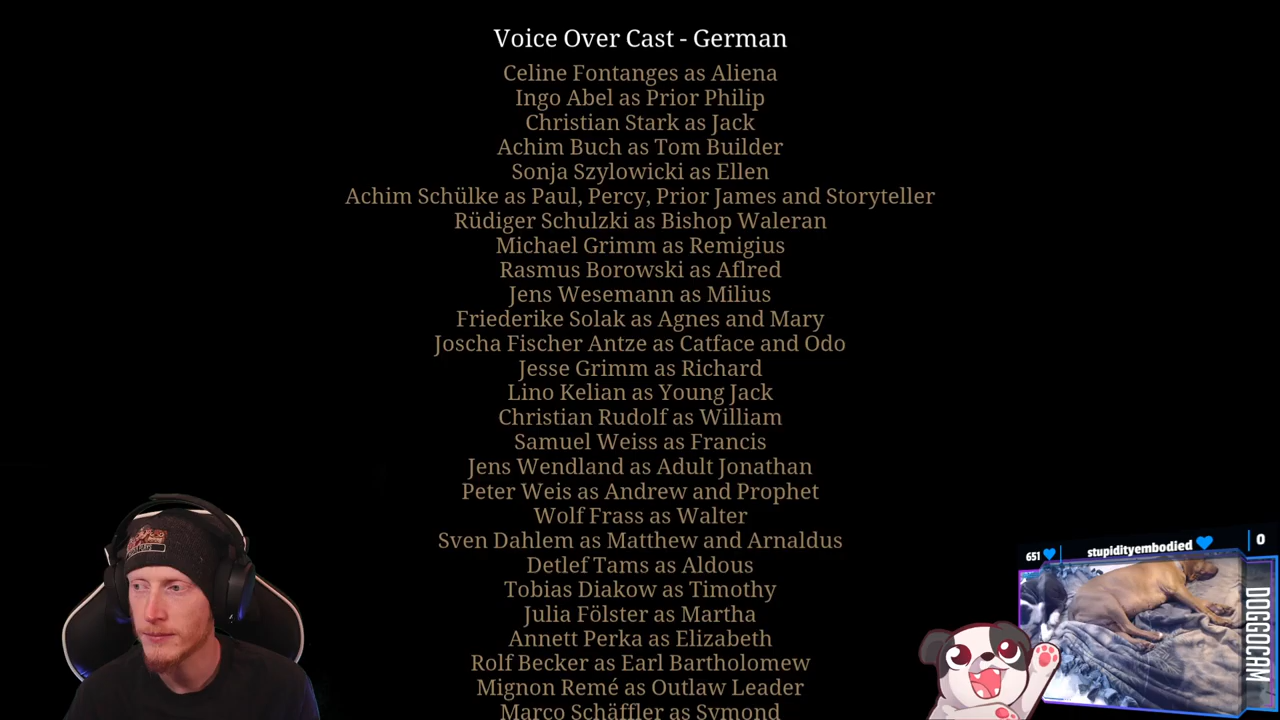 Voice Over Cast - German
Celine Fontanges as Aliena
Ingo Abel as Prior Philip
Christian Stark as Jack
Achim Buch as Tom Builder
Sonja Szylowicki as Ellen
Achim Schülke as Paul, Percy, Prior James and Storyteller
Rüdiger Schulzki as Bishop Waleran
Michael Grimm as Remigius
Rasmus Borowski as Aflred
Jens Wesemann as Milius
Friederike Solak as Agnes and Mary
Joscha Fischer Antze as Catface and Odo
Jesse Grimm as Richard
Lino Kelian as Young Jack
Christian Rudolf as William
Samuel Weiss as Francis
Jens Wendland as Adult Jonathan
Peter Weis as Andrew and Prophet
Wolf Frass as Walter
Sven Dahlem as Matthew and Arnaldus
Detlef Tams as Aldous
Tobias Diakow as Timothy
Julia Fölster as Martha
Annett Perka as Elizabeth
Rolf Becker as Earl Bartholomew
Mignon Remé as Outlaw Leader
Marco Schäffler as Symond
651
stupidityembodied
0
DOGGOCAM